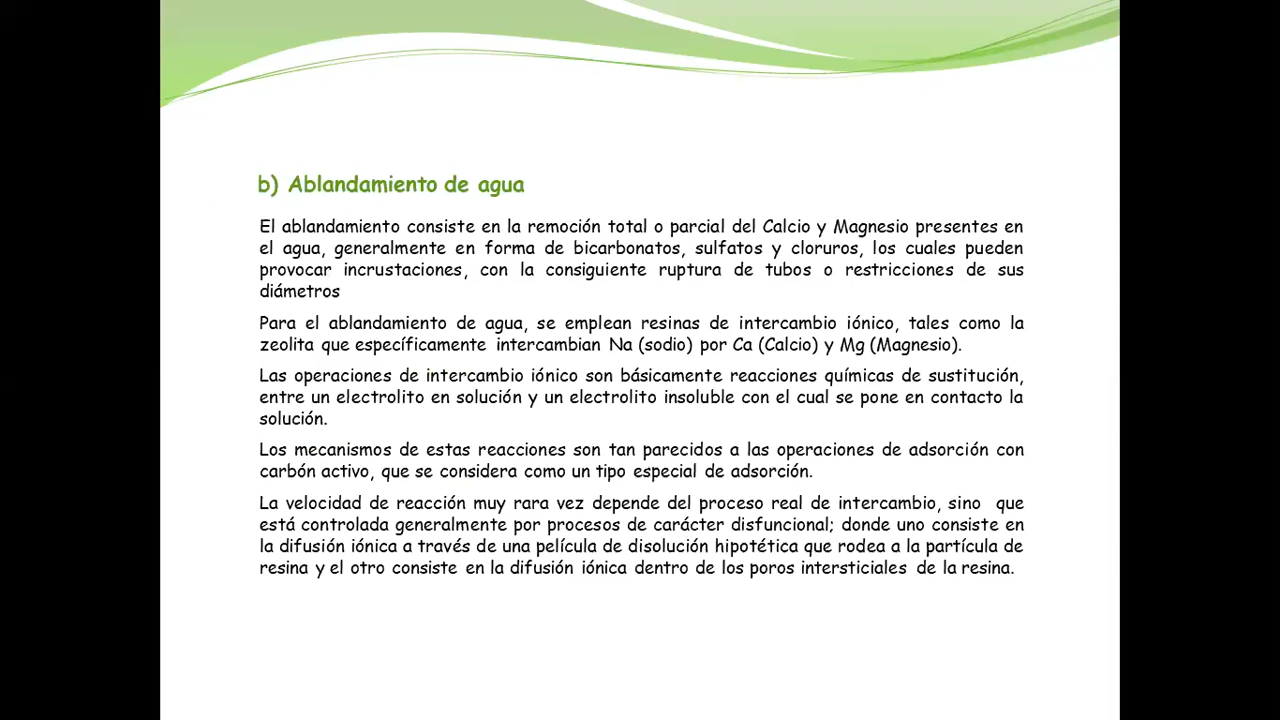 b) Ablandamiento de agua
El ablandamiento consiste en la remoción total o parcial del Calcio y Magnesio presentes en
el agua, generalmente en forma de bicarbonatos, sulfatos y cloruros, los cuales pueden
provocar incrustaciones, con la consiguiente ruptura de tubos o restricciones de sus
diámetros
Para el ablandamiento de agua, se emplean resinas de intercambio iónico, tales como la
zeolita que específicamente intercambian Na (sodio) por Ca (Calcio) y Mg (Magnesio).
Las operaciones de intercambio iónico son básicamente reacciones químicas de sustitución,
entre un electrolito en solución y un electrolito insoluble con el cual se pone en contacto la
solución.
Los mecanismos de estas reacciones son tan parecidos a las operaciones de adsorción con
carbón activo, que se considera como un tipo especial de adsorción.
La velocidad de reacción muy rara vez depende del proceso real de intercambio, sino que
está controlada generalmente por procesos de carácter disfuncional; donde uno consiste en
la difusión iónica a través de una película de disolución hipotética que rodea a la partícula de
resina y el otro consiste en la difusión iónica dentro de los poros intersticiales de la resina.